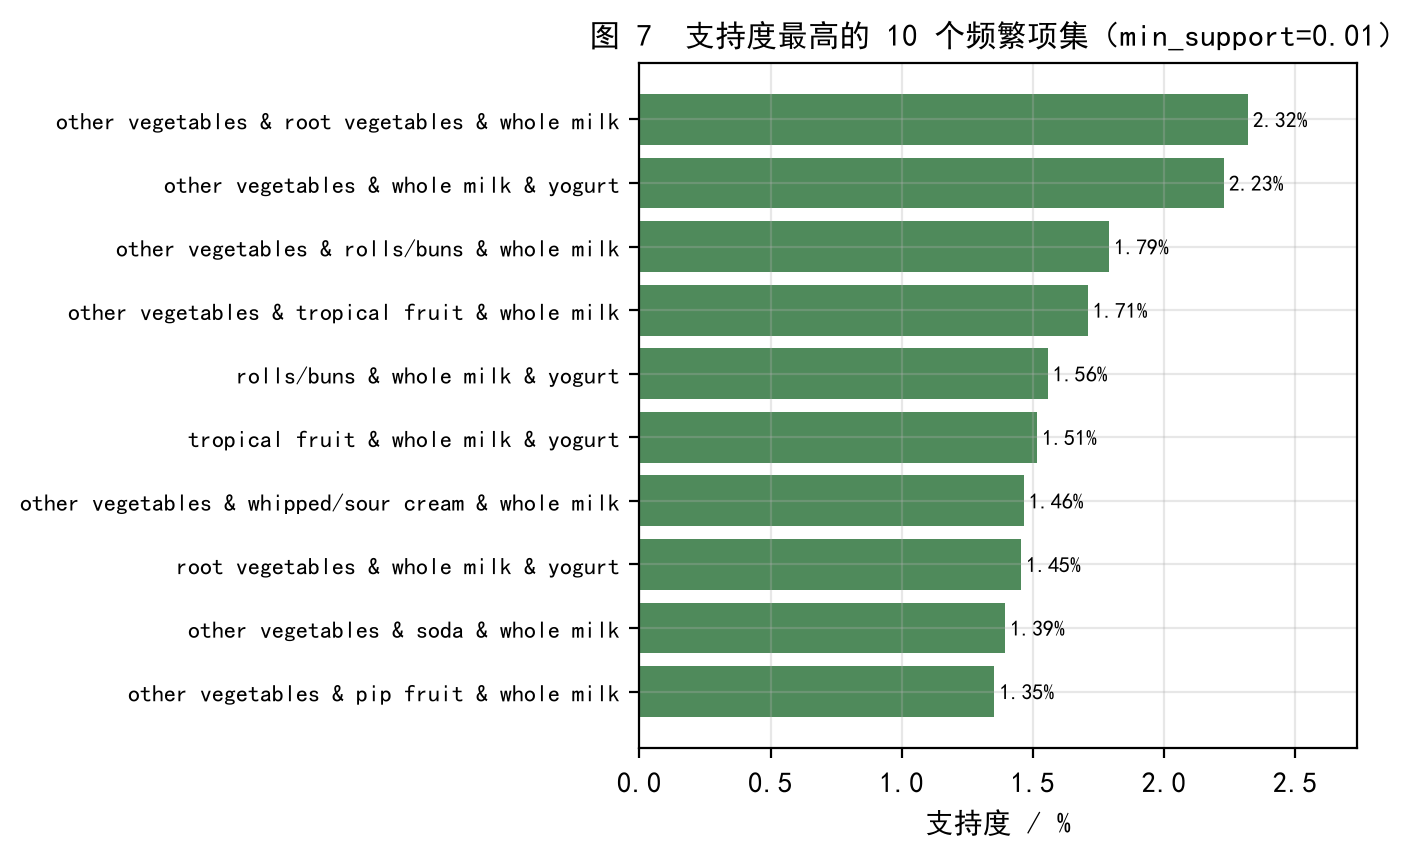 图 7  支持度最高的 10 个频繁项集（min_support=0.01）
other vegetables & root vegetables & whole milk 2.32%
other vegetables & whole milk & yogurt 2.23%
other vegetables & rolls/buns & whole milk 1.79%
other vegetables & tropical fruit & whole milk 1.71%
rolls/buns & whole milk & yogurt 1.56%
tropical fruit & whole milk & yogurt 1.51%
other vegetables & whipped/sour cream & whole milk 1.46%
root vegetables & whole milk & yogurt 1.45%
other vegetables & soda & whole milk 1.39%
other vegetables & pip fruit & whole milk 1.35%
0.0 0.5 1.0 1.5 2.0 2.5
支持度 / %